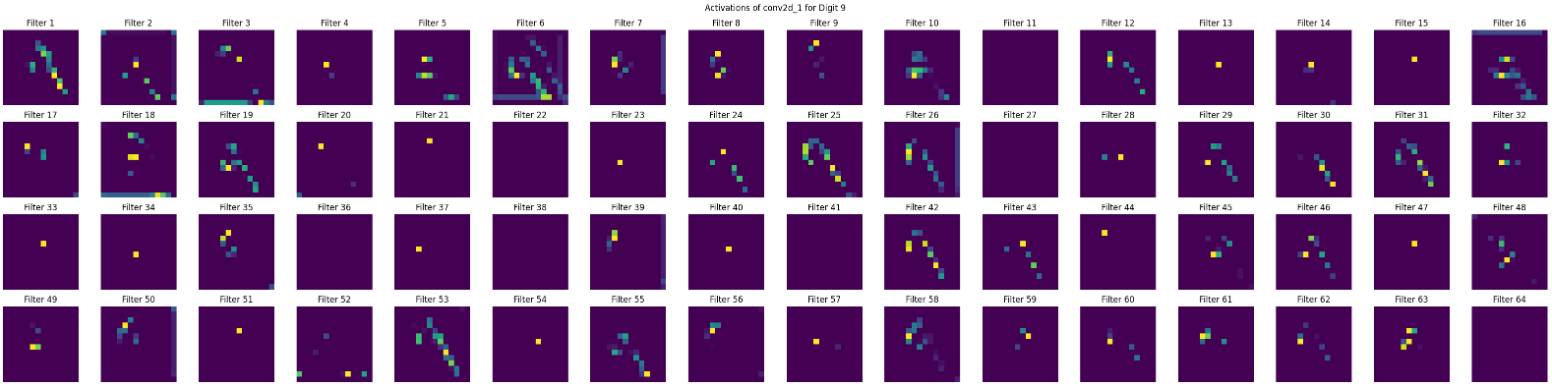 Activations of conv2d_1 for Digit 9
Filter 1 Filter 2 Filter 3 Filter 4 Filter 5 Filter 6 Filter 7 Filter 8 Filter 9 Filter 10 Filter 11 Filter 12 Filter 13 Filter 14 Filter 15 Filter 16
Filter 17 Filter 18 Filter 19 Filter 20 Filter 21 Filter 22 Filter 23 Filter 24 Filter 25 Filter 26 Filter 27 Filter 28 Filter 29 Filter 30 Filter 31 Filter 32
Filter 33 Filter 34 Filter 35 Filter 36 Filter 37 Filter 38 Filter 39 Filter 40 Filter 41 Filter 42 Filter 43 Filter 44 Filter 45 Filter 46 Filter 47 Filter 48
Filter 49 Filter 50 Filter 51 Filter 52 Filter 53 Filter 54 Filter 55 Filter 56 Filter 57 Filter 58 Filter 59 Filter 60 Filter 61 Filter 62 Filter 63 Filter 64